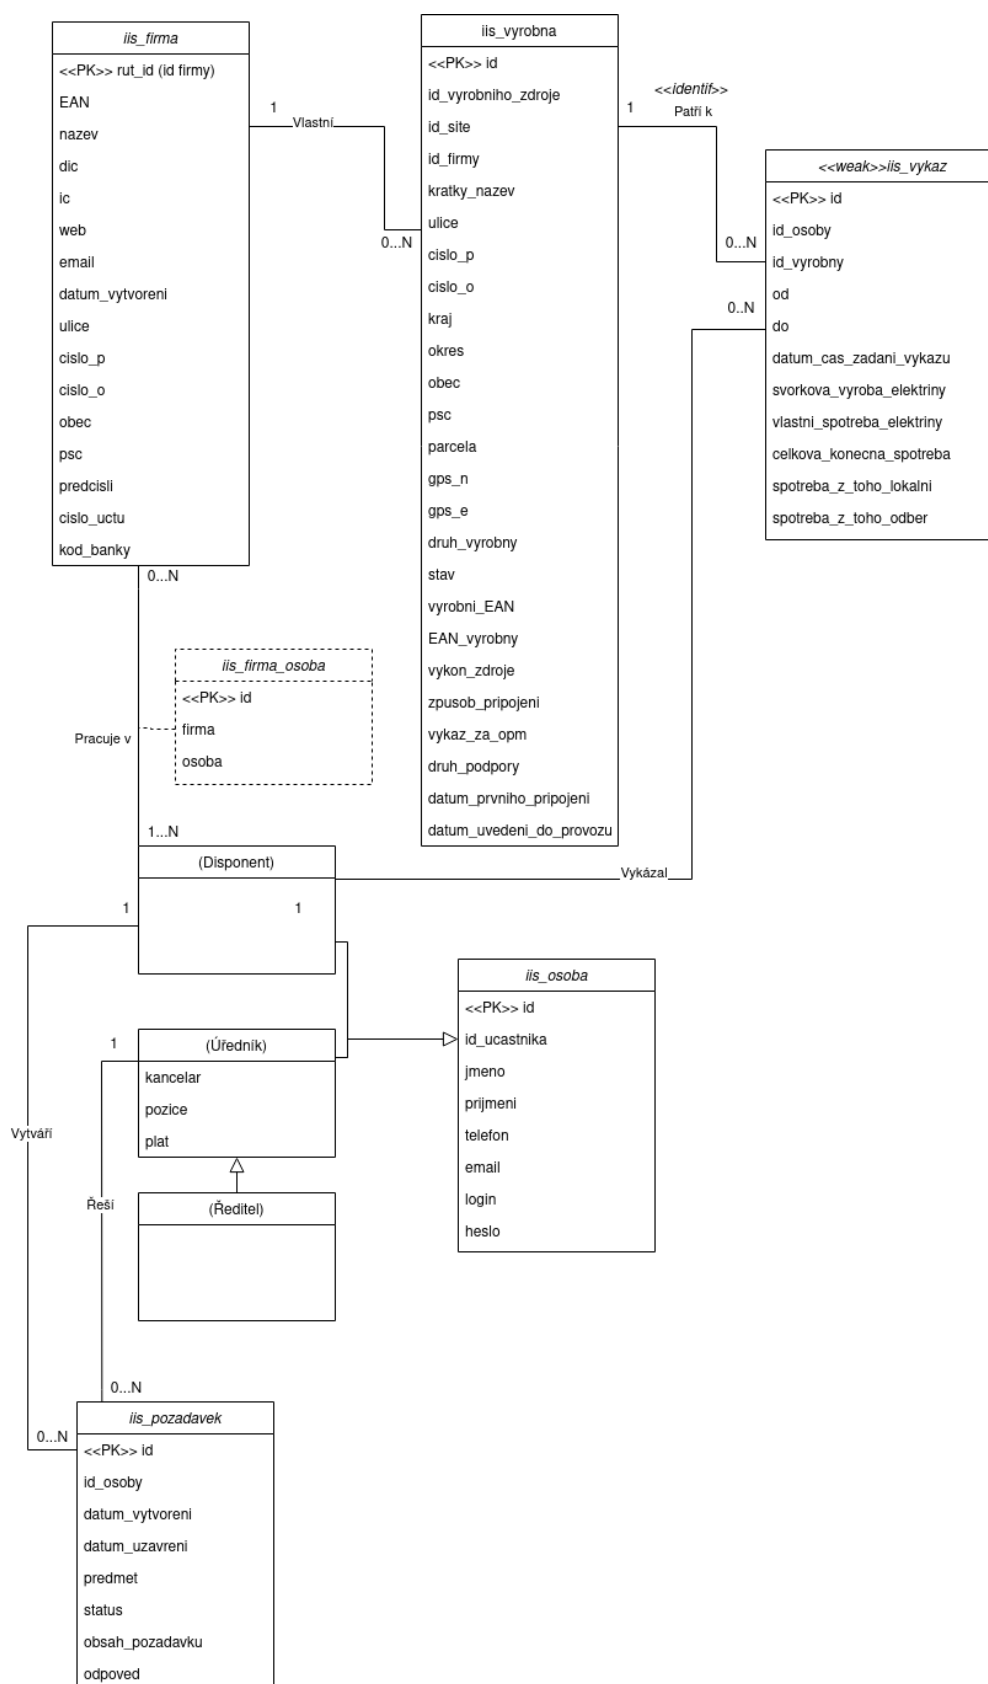 iis_firma
<<PK>> rut_id (id firmy)
EAN
nazev
dic
ic
web
email
datum_vytvoreni
ulice
cislo_p
cislo_o
obec
psc
predcisli
cislo_uctu
kod_banky
1
Vlastní
0...N
iis_vyrobna
<<PK>> id
id_vyrobniho_zdroje
id_site
id_firmy
kratky_nazev
ulice
cislo_p
cislo_o
kraj
okres
obec
psc
parcela
gps_n
gps_e
druh_vyrobny
stav
vyrobni_EAN
EAN_vyrobny
vykon_zdroje
zpusob_pripojeni
vykaz_za_opm
druh_podpory
datum_prvniho_pripojeni
datum_uvedeni_do_provozu
<<identif>>
1
Patří k
0...N
<<weak>>iis_vykaz
<<PK>> id
id_osoby
id_vyrobny
od
do
datum_cas_zadani_vykazu
svorkova_vyroba_elektriny
vlastni_spotreba_elektriny
celkova_konecna_spotreba
spotreba_z_toho_lokalni
spotreba_z_toho_odber
0..N
0...N
iis_firma_osoba
<<PK>> id
firma
osoba
Pracuje v
1...N
(Disponent)
Vykázal
1
1
iis_osoba
<<PK>> id
id_ucastnika
jmeno
prijmeni
telefon
email
login
heslo
1
(Úředník)
kancelar
pozice
plat
Vytváří
Řeší
(Ředitel)
0...N
0...N
iis_pozadavek
<<PK>> id
id_osoby
datum_vytvoreni
datum_uzavreni
predmet
status
obsah_pozadavku
odpoved